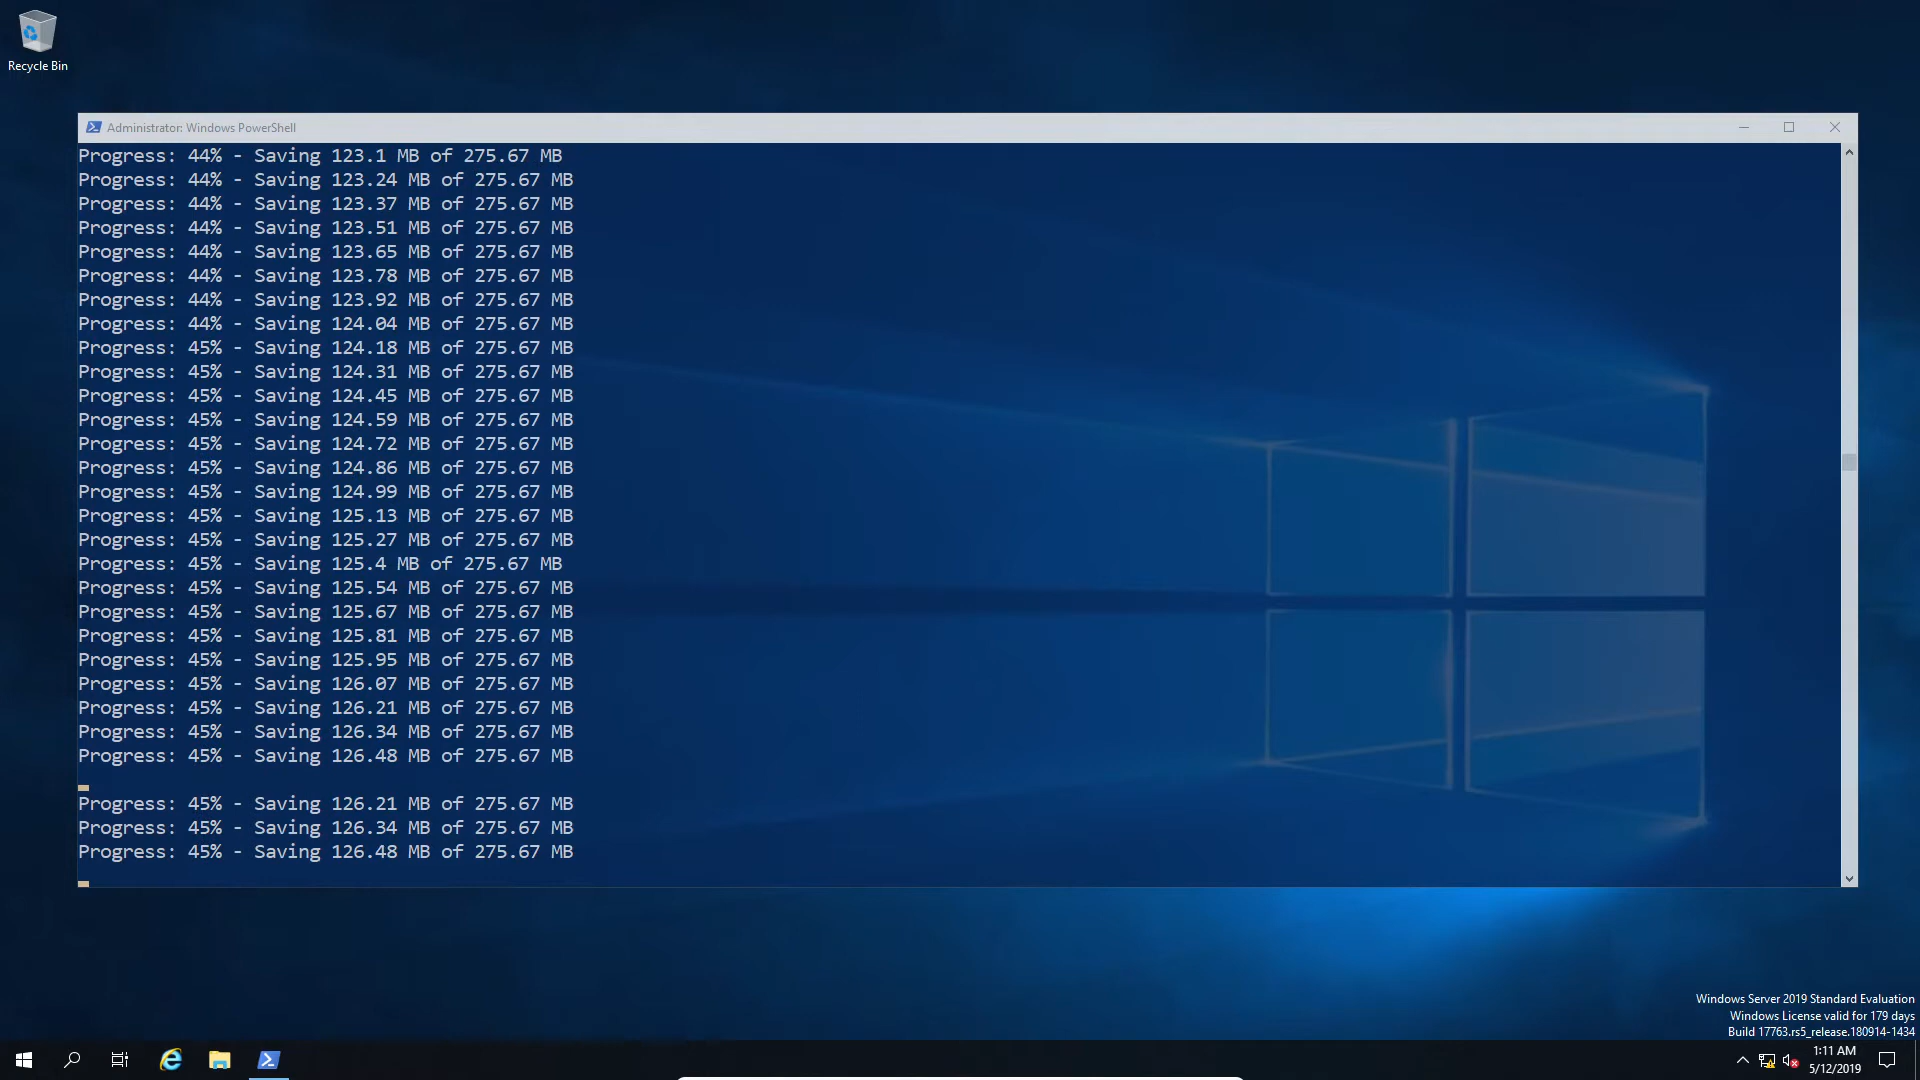 Recycle Bin
Administrator: Windows PowerShell
Progress: 44% - Saving 123.1 MB of 275.67 MB
Progress: 44% - Saving 123.24 MB of 275.67 MB
Progress: 44% - Saving 123.37 MB of 275.67 MB
Progress: 44% - Saving 123.51 MB of 275.67 MB
Progress: 44% - Saving 123.65 MB of 275.67 MB
Progress: 44% - Saving 123.78 MB of 275.67 MB
Progress: 44% - Saving 123.92 MB of 275.67 MB
Progress: 44% - Saving 124.04 MB of 275.67 MB
Progress: 45% - Saving 124.18 MB of 275.67 MB
Progress: 45% - Saving 124.31 MB of 275.67 MB
Progress: 45% - Saving 124.45 MB of 275.67 MB
Progress: 45% - Saving 124.59 MB of 275.67 MB
Progress: 45% - Saving 124.72 MB of 275.67 MB
Progress: 45% - Saving 124.86 MB of 275.67 MB
Progress: 45% - Saving 124.99 MB of 275.67 MB
Progress: 45% - Saving 125.13 MB of 275.67 MB
Progress: 45% - Saving 125.27 MB of 275.67 MB
Progress: 45% - Saving 125.4 MB of 275.67 MB
Progress: 45% - Saving 125.54 MB of 275.67 MB
Progress: 45% - Saving 125.67 MB of 275.67 MB
Progress: 45% - Saving 125.81 MB of 275.67 MB
Progress: 45% - Saving 125.95 MB of 275.67 MB
Progress: 45% - Saving 126.07 MB of 275.67 MB
Progress: 45% - Saving 126.21 MB of 275.67 MB
Progress: 45% - Saving 126.34 MB of 275.67 MB
Progress: 45% - Saving 126.48 MB of 275.67 MB
Progress: 45% - Saving 126.21 MB of 275.67 MB
Progress: 45% - Saving 126.34 MB of 275.67 MB
Progress: 45% - Saving 126.48 MB of 275.67 MB
Windows Server 2019 Standard Evaluation
Windows License valid for 179 days
Build 17763.rs5_release.180914-1434
1:11 AM
5/12/2019